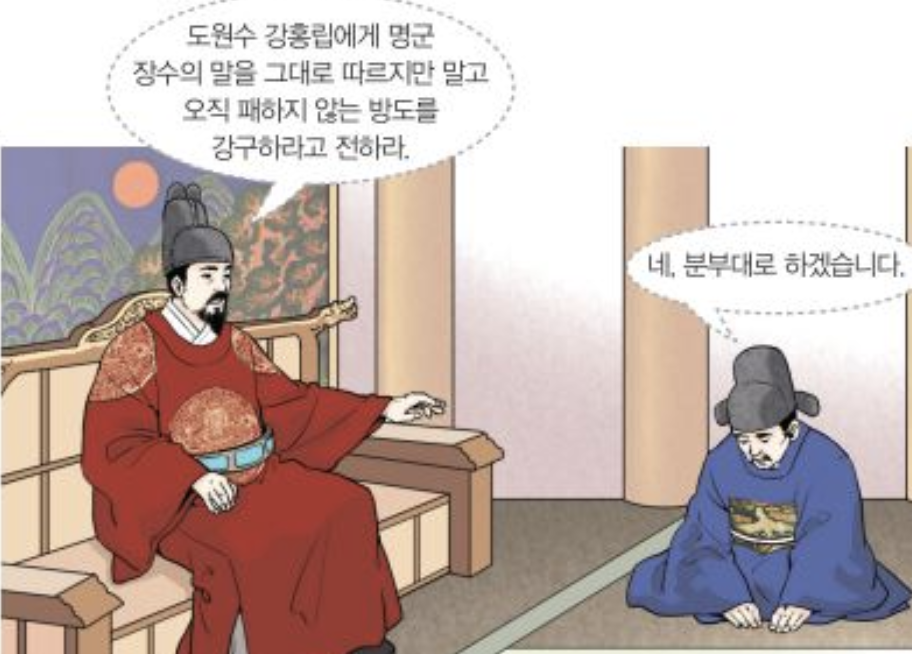 도원수 강홍립에게 명군
장수의 말을 그대로 따르지만 말고
오직 패하지 않는 방도를
강구하라고 전하라.
네, 분부대로 하겠습니다.